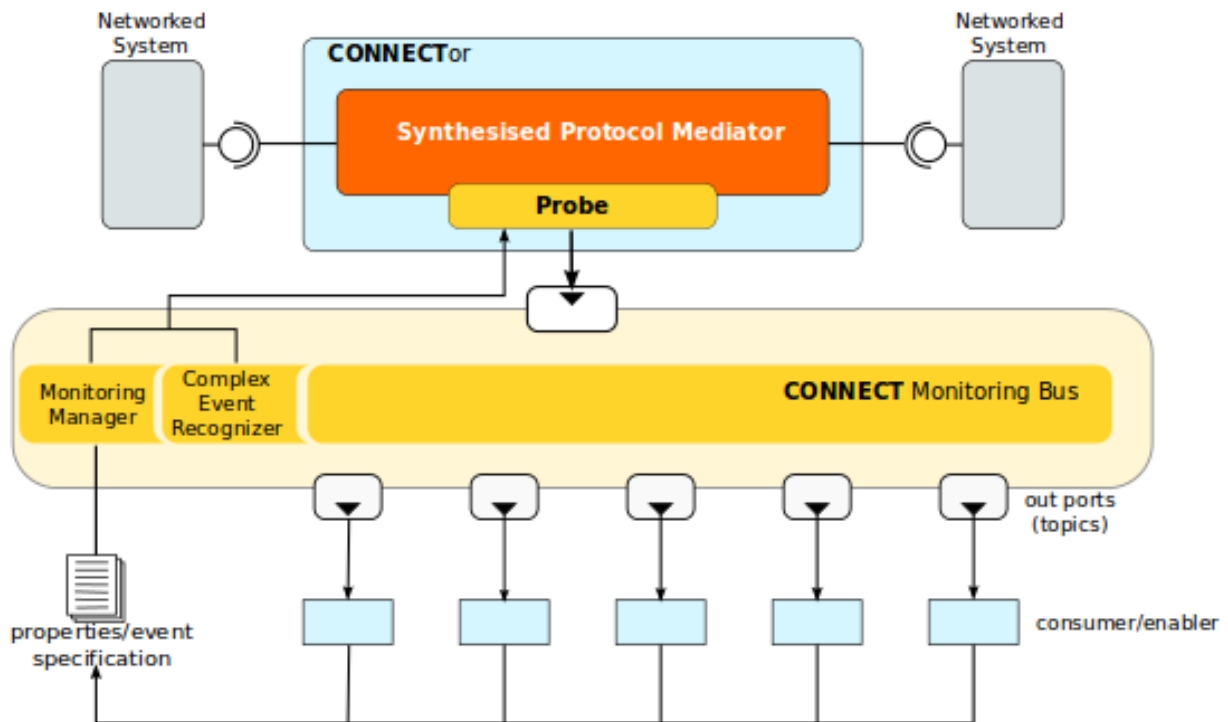 Networked
System
Networked
System
CONNECTor
Synthesised Protocol Mediator
Probe
Monitoring
Manager
Complex
Event
Recognizer
CONNECT Monitoring Bus
out ports
(topics)
properties/event
specification
consumer/enabler